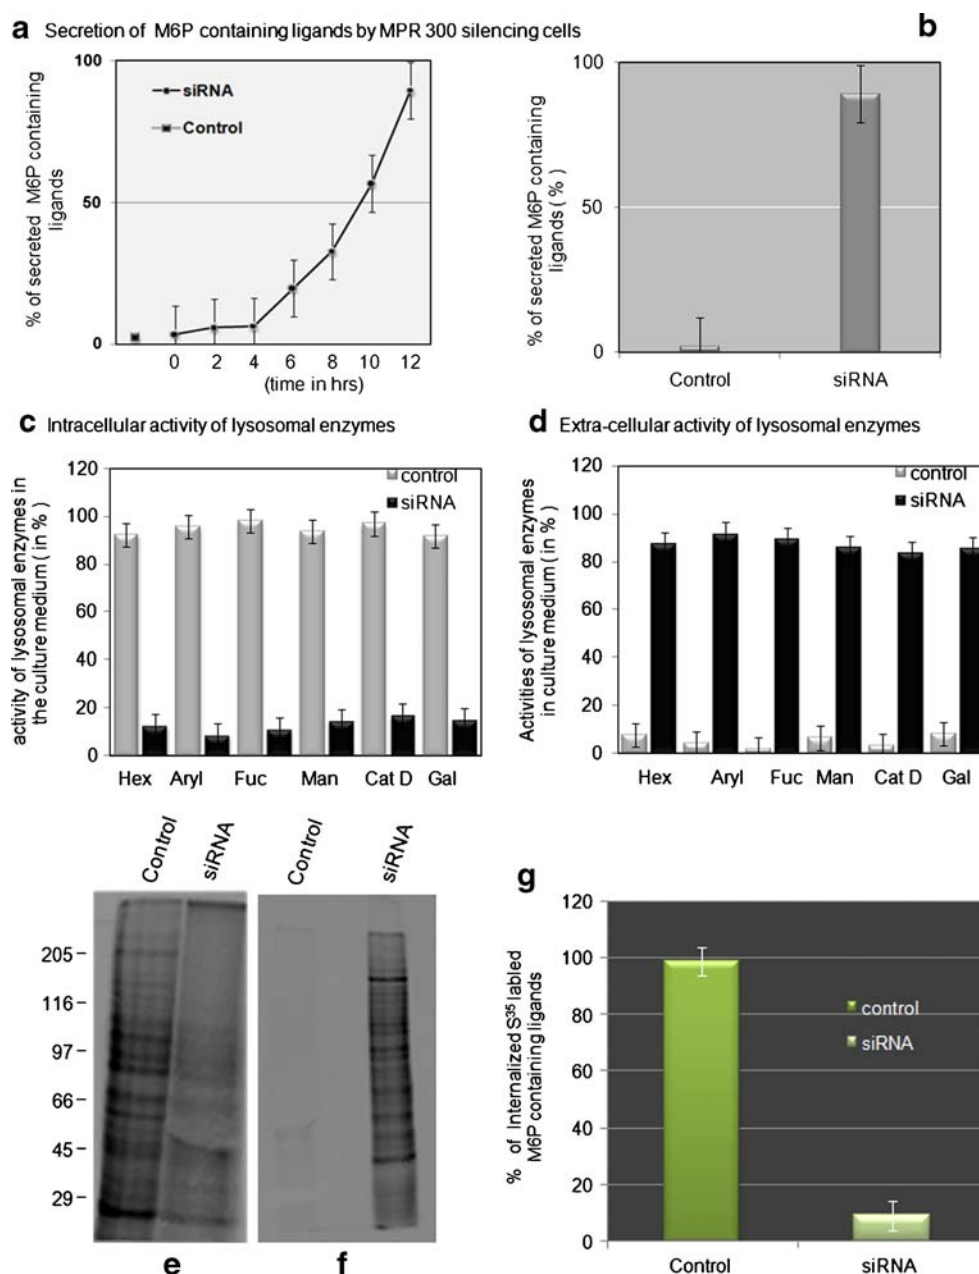 a Secretion of M6P containing ligands by MPR 300 silencing cells
b
% of secreted M6P containing
ligands
100
50
0
siRNA
Control
0 2 4 6 8 10 12
(time in hrs)
% of secreted M6P containing
ligands ( % )
100
50
0
Control siRNA
c Intracellular activity of lysosomal enzymes
activity of lysosomal enzymes in
the culture medium ( in % )
120
100
80
60
40
20
0
control
siRNA
Hex Aryl Fuc Man Cat D Gal
d Extra-cellular activity of lysosomal enzymes
Activities of lysosomal enzymes
in culture medium ( in % )
120
100
80
60
40
20
0
control
siRNA
Hex Aryl Fuc Man Cat D Gal
Control
siRNA
Control
siRNA
205
116
97
66
45
29
e f
g
% of Internalized S35 labled
M6P containing ligands
120
100
80
60
40
20
0
control
siRNA
Control siRNA